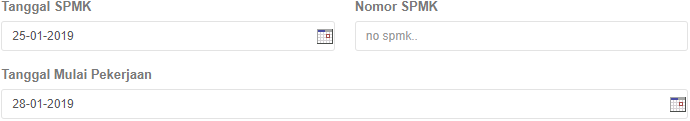 Tanggal SPMK Nomor SPMK
25-01-2019 no spmk..
Tanggal Mulai Pekerjaan
28-01-2019